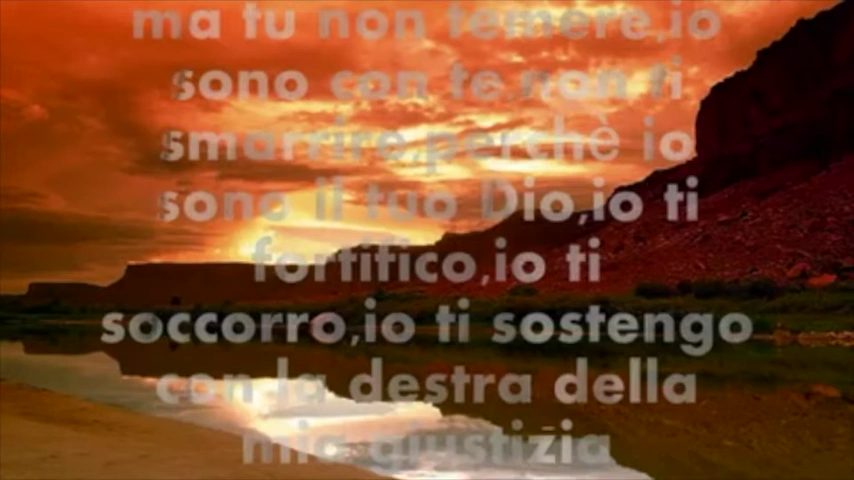 ma tu non temere,io
sono con te,non ti
smarrire,perchè io
sono il tuo Dio,io ti
fortifico,io ti
soccorro,io ti sostengo
con la destra della
mia giustizia